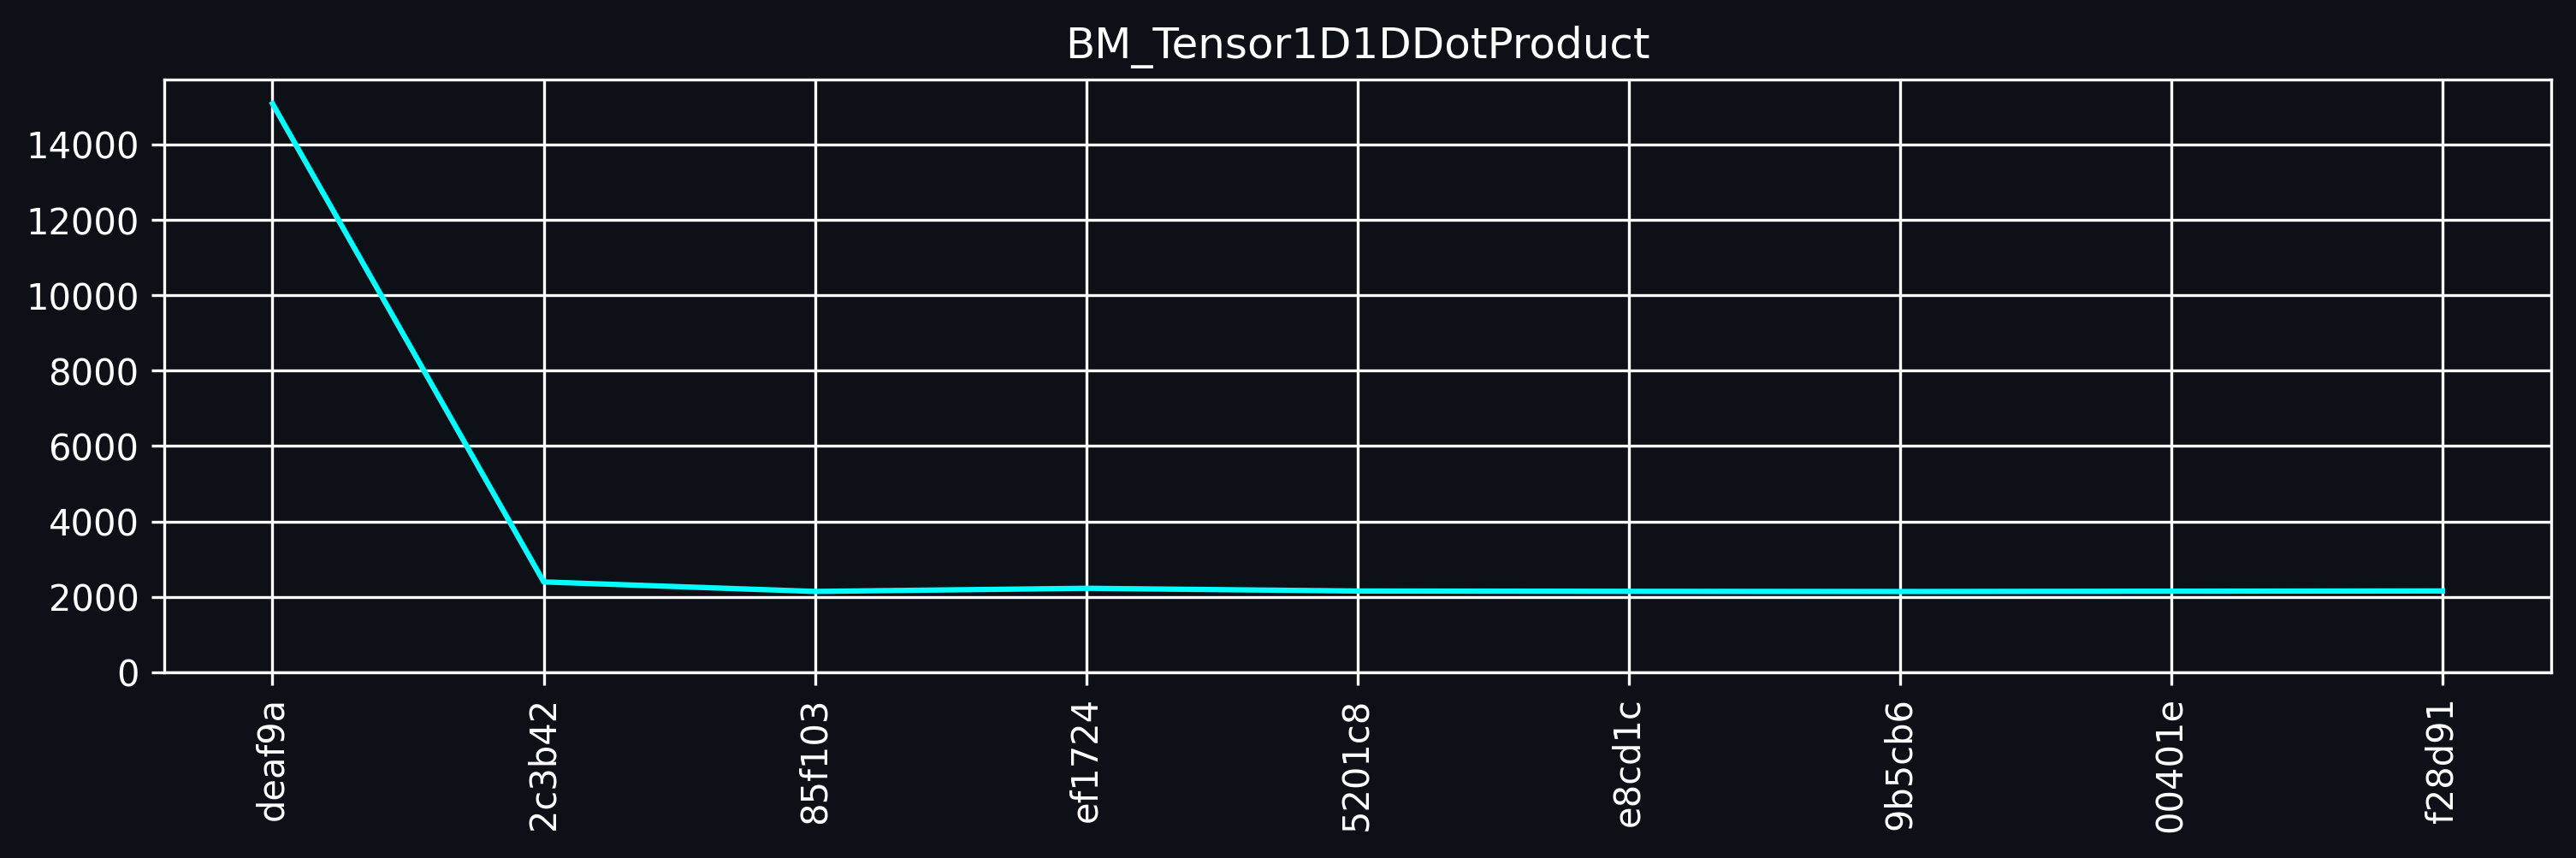 BM_Tensor1D1DDotProduct
14000
12000
10000
8000
6000
4000
2000
0
deaf9a
2c3b42
85f103
ef1724
5201c8
e8cd1c
9b5cb6
00401e
f28d91